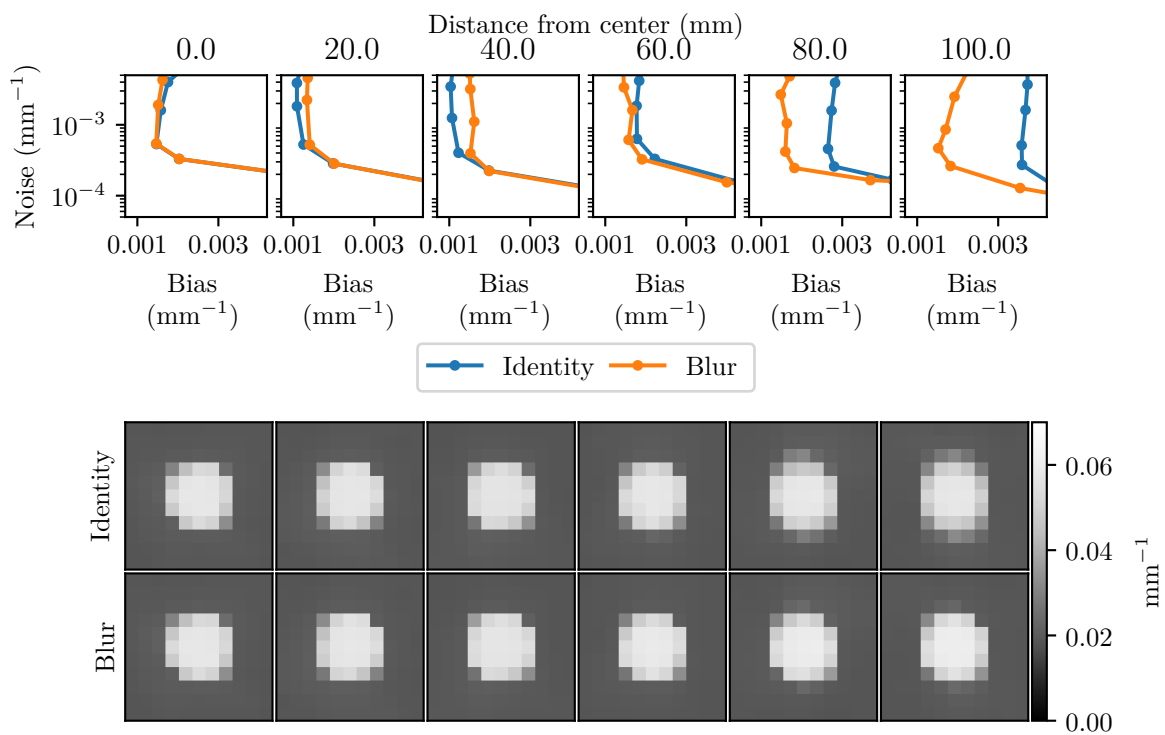 Distance from center (mm)
0.0 20.0 40.0 60.0 80.0 100.0
Noise (mm⁻¹)
10⁻³
10⁻⁴
0.001 0.003 0.001 0.003 0.001 0.003 0.001 0.003 0.001 0.003 0.001 0.003
Bias Bias Bias Bias Bias Bias
(mm⁻¹) (mm⁻¹) (mm⁻¹) (mm⁻¹) (mm⁻¹) (mm⁻¹)
Identity Blur
Identity
Blur
0.06
0.04
0.02
0.00
mm⁻¹